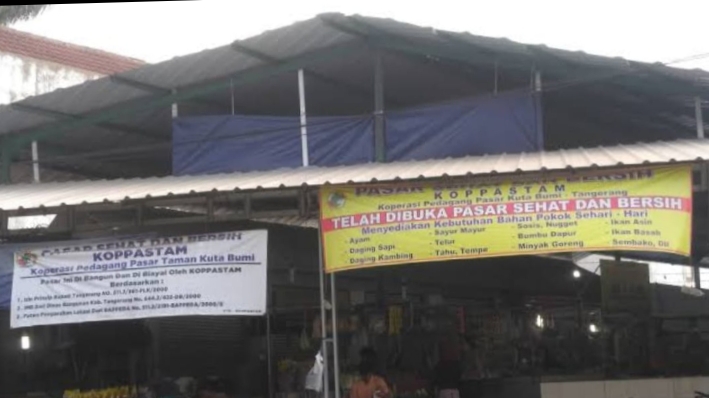 PASAR SEHAT DAN BERSIH
KOPPASTAM
Koperasi Pedagang Pasar Taman Kuta Bumi
Pasar Ini Di Bangun Dan Di Biayai Oleh KOPPASTAM
Berdasarkan :
PASAR BERSIH
KOPPASTAM
Koperasi Pedagang Pasar Kuta Bumi - Tangerang
TELAH DIBUKA PASAR SEHAT DAN BERSIH
Menyediakan Kebutuhan Bahan Pokok Sehari - Hari
- Ayam - Sayur Mayur - Sosis, Nugget - Ikan Asin
- Daging Sapi - Telur - Bumbu Dapur - Ikan Basah
- Daging Kambing - Tahu, Tempe - Minyak Goreng - Sembako, Dll